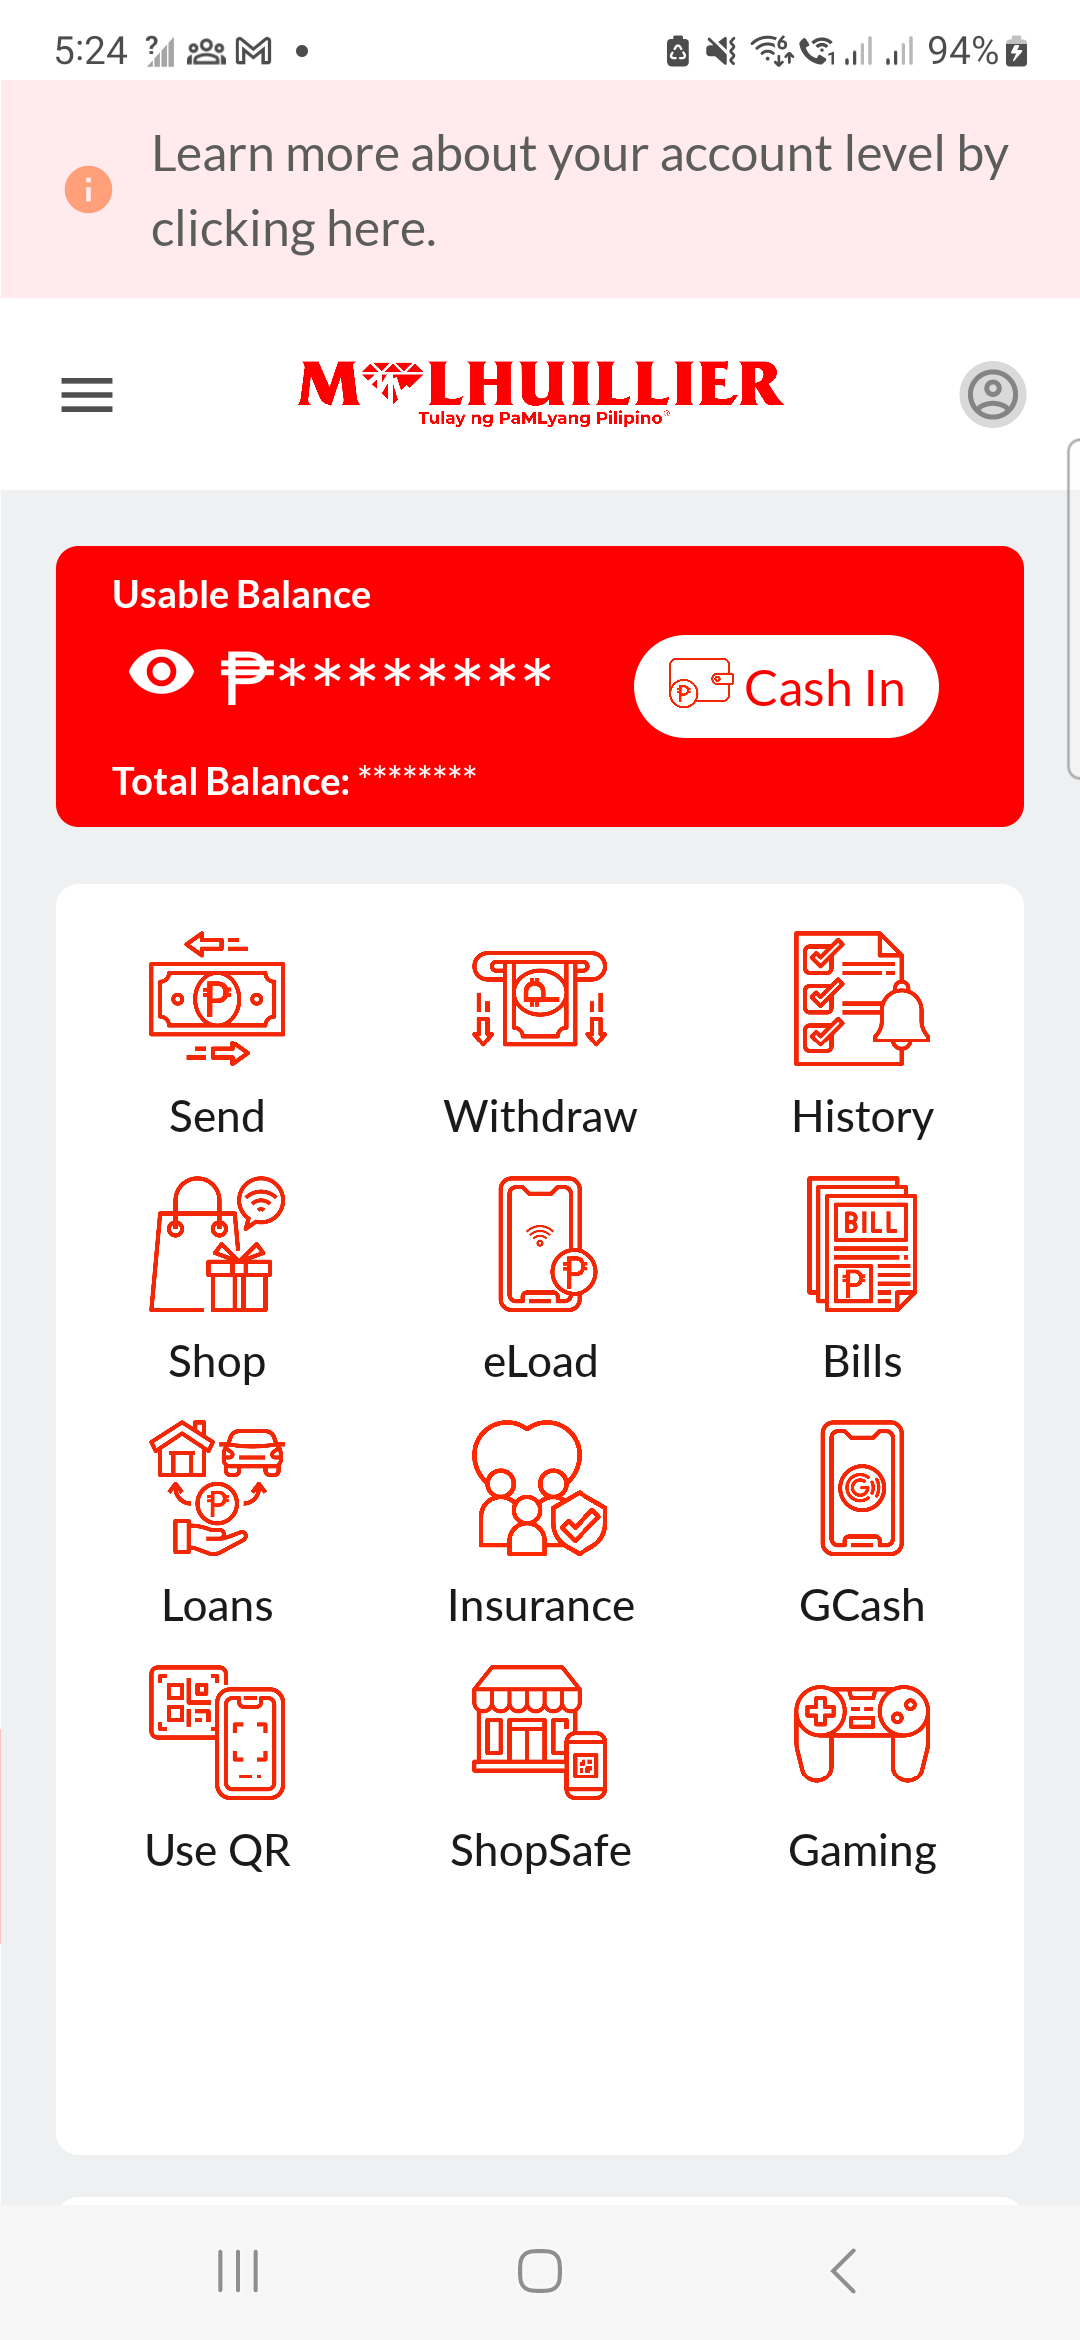 5:24
94%
Learn more about your account level by
clicking here.
M LHUILLIER
Tulay ng PaMLyang Pilipino®
Usable Balance
₱********
Cash In
Total Balance: ********
Send
Withdraw
History
BILL
Shop
eLoad
Bills
Loans
Insurance
GCash
Use QR
ShopSafe
Gaming